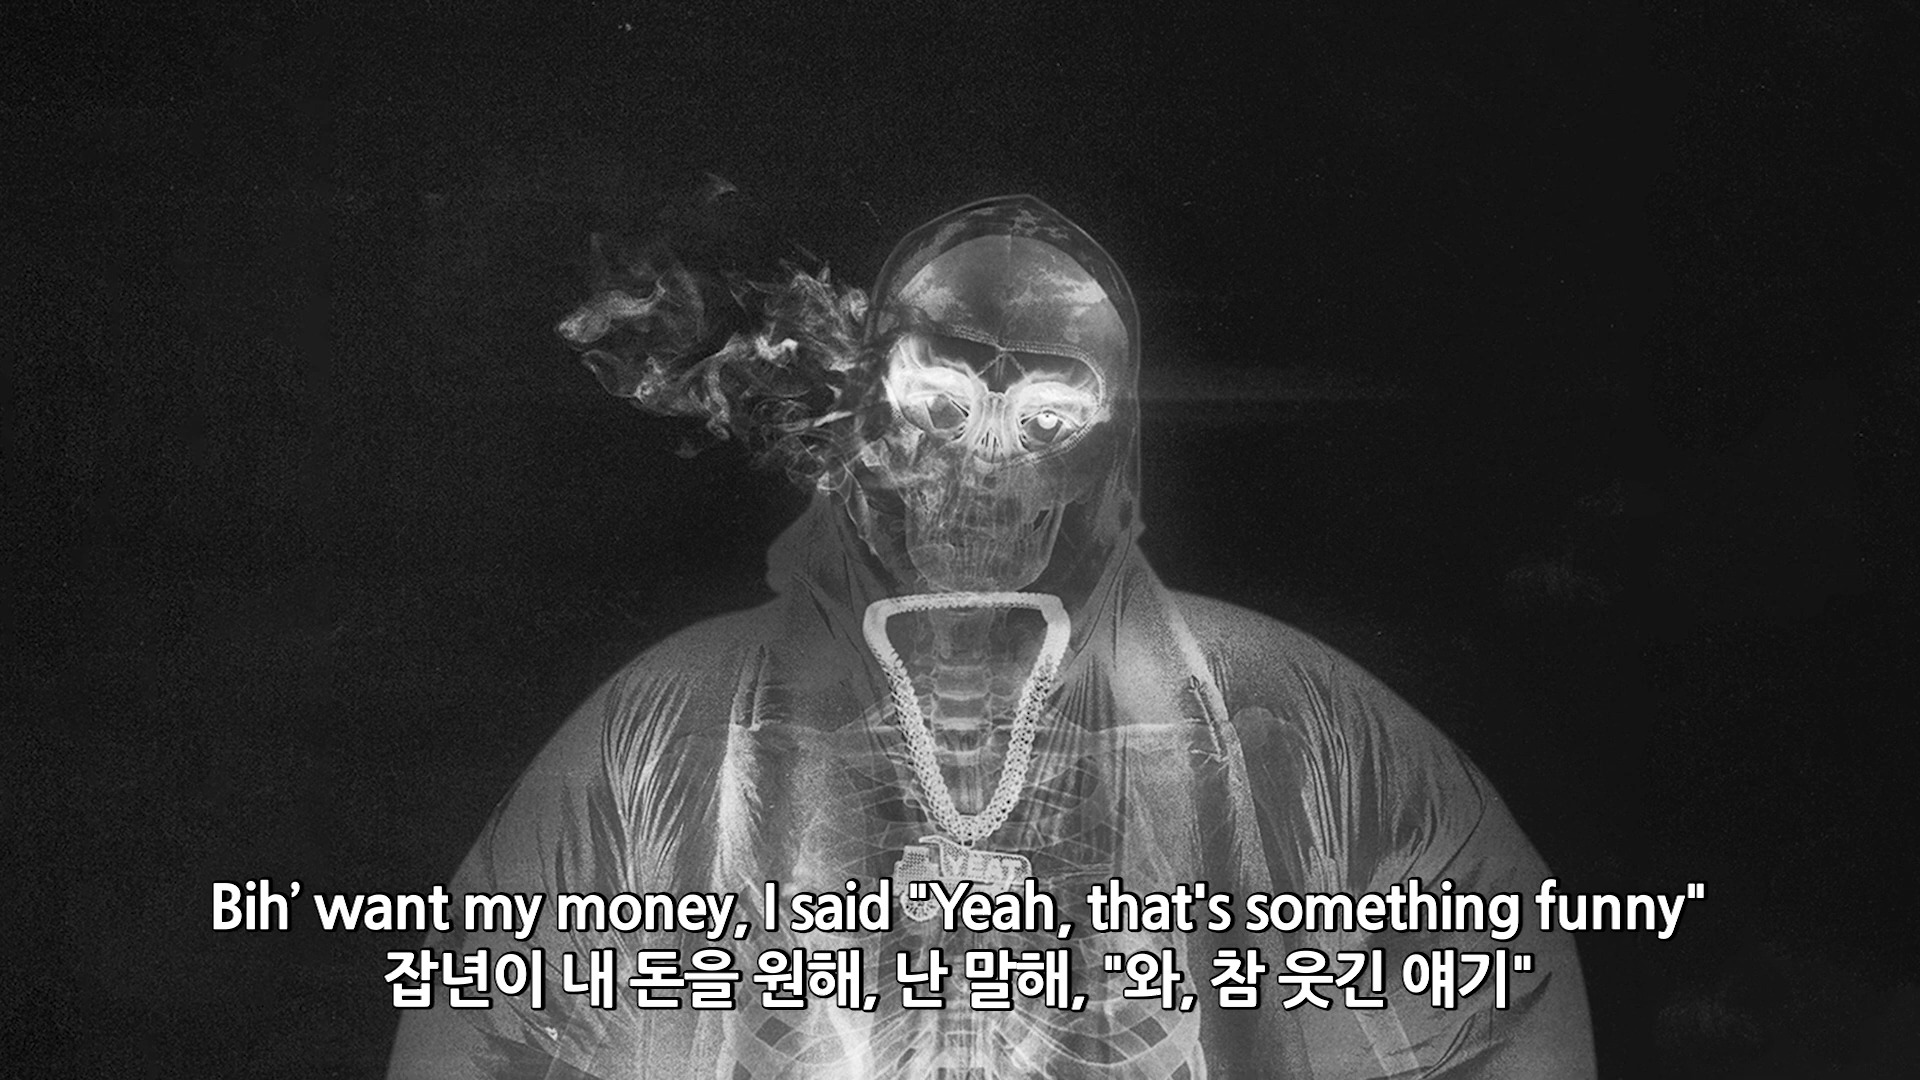 YEAT
Bih’ want my money, I said "Yeah, that's something funny"
잡년이 내 돈을 원해, 난 말해, "와, 참 웃긴 얘기"